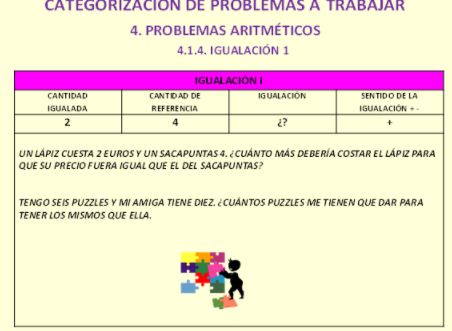 CATEGORIZACIÓN DE PROBLEMAS A TRABAJAR
4. PROBLEMAS ARITMÉTICOS
4.1.4. IGUALACIÓN 1
IGUALACIÓN I
CANTIDAD IGUALADA
CANTIDAD DE REFERENCIA
IGUALACIÓN
SENTIDO DE LA IGUALACIÓN + -
2
4
¿?
+
UN LÁPIZ CUESTA 2 EUROS Y UN SACAPUNTAS 4. ¿CUÁNTO MÁS DEBERÍA COSTAR EL LÁPIZ PARA
QUE SU PRECIO FUERA IGUAL QUE EL DEL SACAPUNTAS?
TENGO SEIS PUZZLES Y MI AMIGA TIENE DIEZ. ¿CUÁNTOS PUZZLES ME TIENEN QUE DAR PARA
TENER LOS MISMOS QUE ELLA.